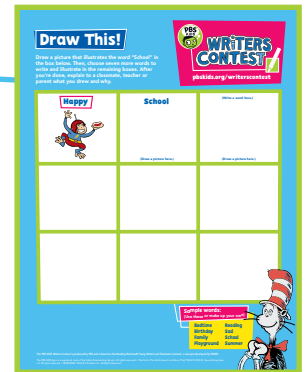 Draw This!
Draw a picture that illustrates the word "School" in
the box below. Then, choose seven more words to
write and illustrate in the remaining boxes. After
you're done, explain to a classmate, teacher or
parent what you drew and why.
PBS
KIDS
WRITERS
CONTEST
pbskids.org/writerscontest
Happy
School
(Write a word here.)
(Draw a picture here.)
(Draw a picture here.)
Sample words:
(Use these or make up your own!)
Bedtime
Birthday
Family
Playground
Reading
Sad
School
Summer